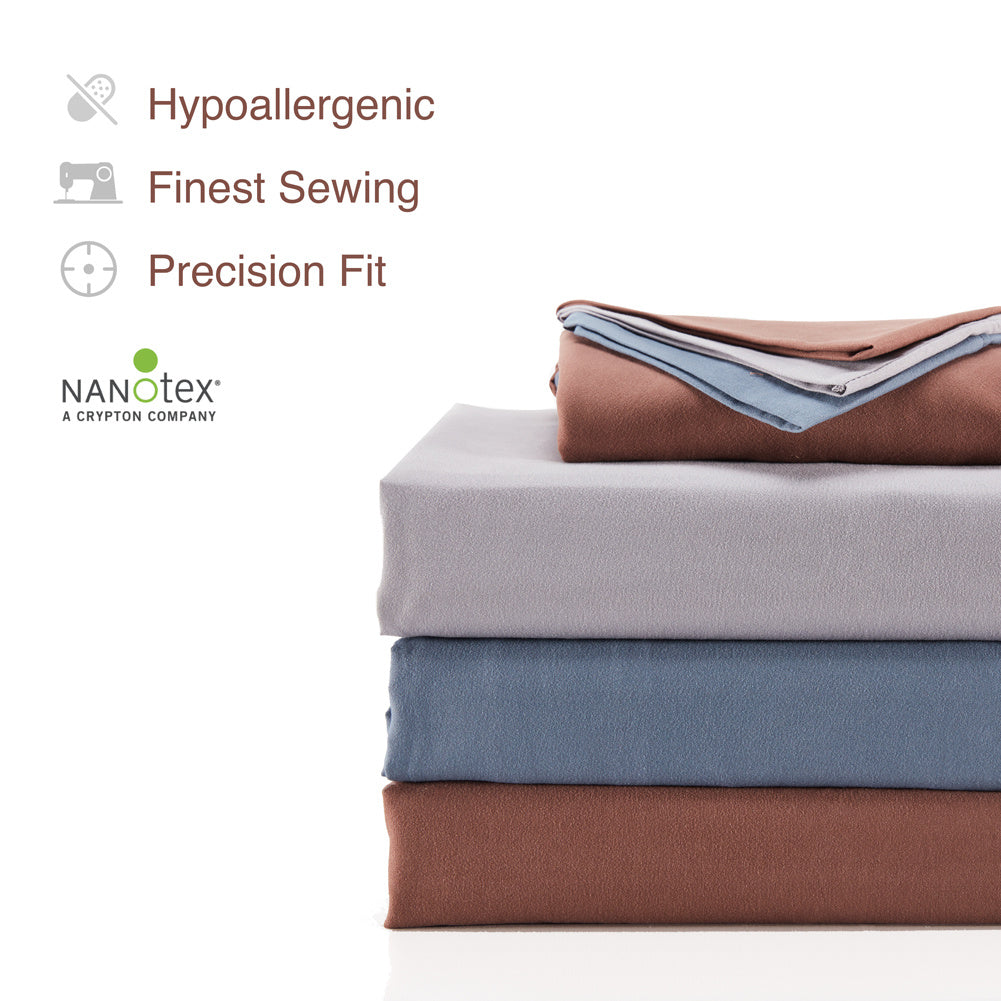 Hypoallergenic
Finest Sewing
Precision Fit
NANOtex®
A CRYPTON COMPANY